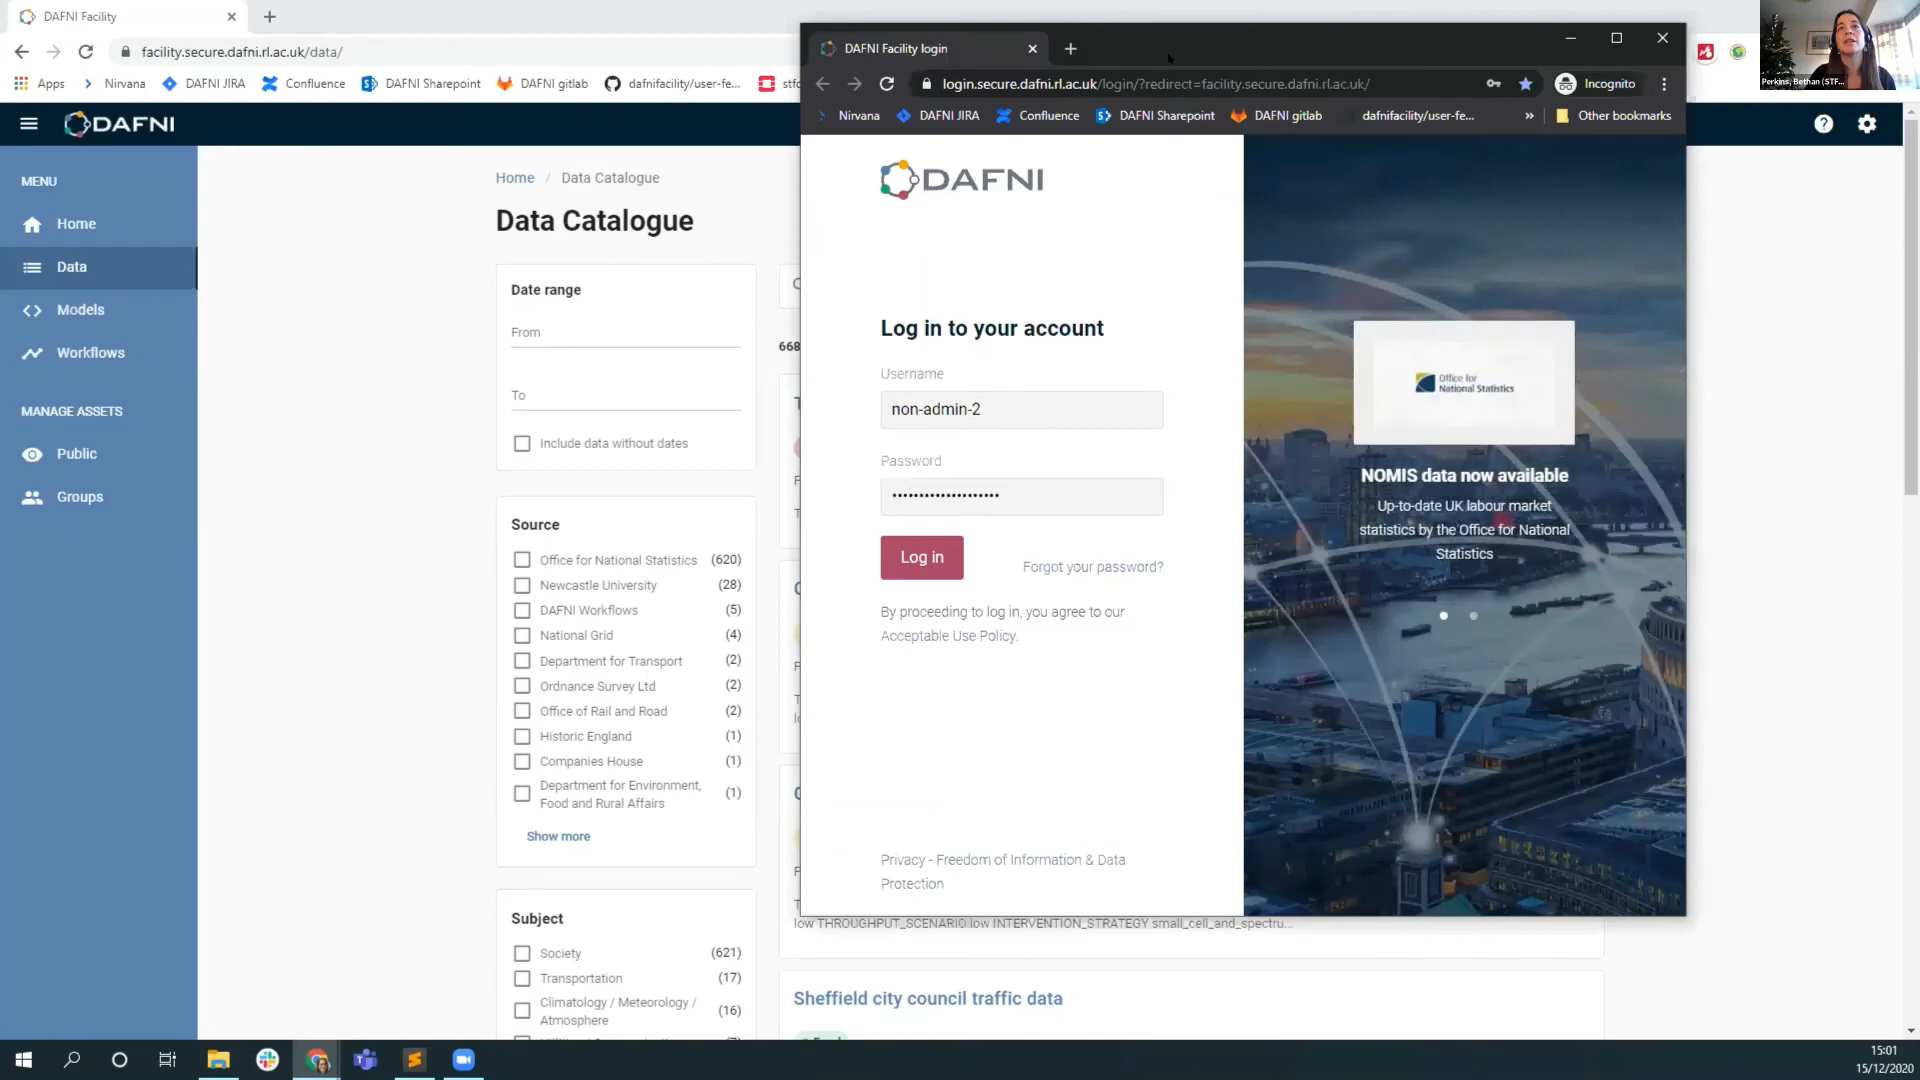 DAFNI Facility
facility.secure.dafni.rl.ac.uk/data/
Apps
Nirvana
DAFNI JIRA
Confluence
DAFNI Sharepoint
DAFNI gitlab
dafnifacility/user-fe...
stfc
DAFNI
MENU
Home
Data
Models
Workflows
MANAGE ASSETS
Public
Groups
Home / Data Catalogue
Data Catalogue
Date range
From
To
Include data without dates
Source
Office for National Statistics (620)
Newcastle University (28)
DAFNI Workflows (5)
National Grid (4)
Department for Transport (2)
Ordnance Survey Ltd (2)
Office of Rail and Road (2)
Historic England (1)
Companies House (1)
Department for Environment,
Food and Rural Affairs (1)
Show more
Subject
Society (621)
Transportation (17)
Climatology / Meteorology /
Atmosphere (16)
668
low THROUGHPUT_SCENARIO low INTERVENTION_STRATEGY small_cell_and_spectru...
Sheffield city council traffic data
DAFNI Facility login
login.secure.dafni.rl.ac.uk/login/?redirect=facility.secure.dafni.rl.ac.uk/
Incognito
Nirvana
DAFNI JIRA
Confluence
DAFNI Sharepoint
DAFNI gitlab
dafnifacility/user-fe...
»
Other bookmarks
DAFNI
Log in to your account
Username
non-admin-2
Password
••••••••••••••••••••
Log in
Forgot your password?
By proceeding to log in, you agree to our
Acceptable Use Policy.
Privacy - Freedom of Information & Data
Protection
Office for
National Statistics
NOMIS data now available
Up-to-date UK labour market
statistics by the Office for National
Statistics
Perkins, Bethan (STF...
15:01
15/12/2020